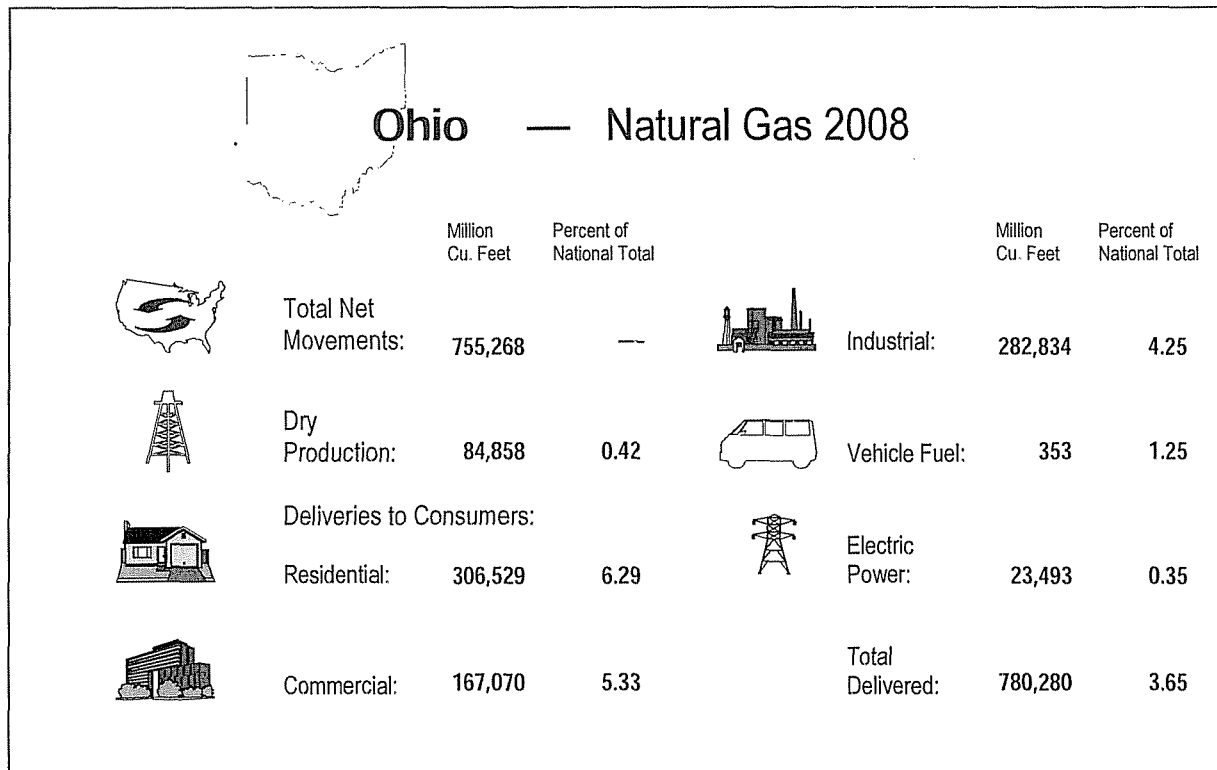 Ohio — Natural Gas 2008
Million Percent of
Cu. Feet National Total
Total Net
Movements: 755,268 —
Dry
Production: 84,858 0.42
Deliveries to Consumers:
Residential: 306,529 6.29
Commercial: 167,070 5.33
Million Percent of
Cu. Feet National Total
Industrial: 282,834 4.25
Vehicle Fuel: 353 1.25
Electric
Power: 23,493 0.35
Total
Delivered: 780,280 3.65